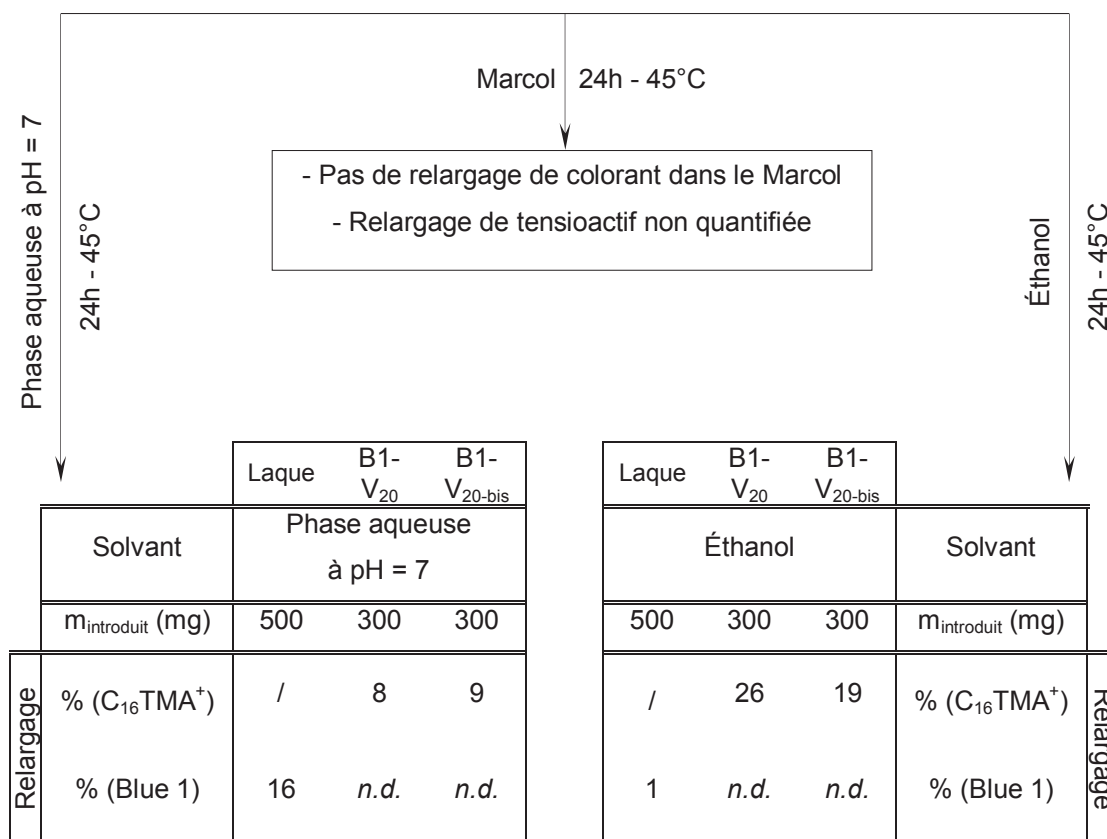 Marcol 24h - 45°C
Phase aqueuse à pH = 7
24h - 45°C
- Pas de relargage de colorant dans le Marcol
- Relargage de tensioactif non quantifiée
Éthanol
24h - 45°C
Laque B1-V20 B1-V20-bis
Solvant Phase aqueuse à pH = 7
m introduit (mg) 500 300 300
Relargage
% (C16TMA+) / 8 9
% (Blue 1) 16 n.d. n.d.
Laque B1-V20 B1-V20-bis
Éthanol Solvant
500 300 300 m introduit (mg)
/ 26 19 % (C16TMA+)
1 n.d. n.d. % (Blue 1)
Relargage